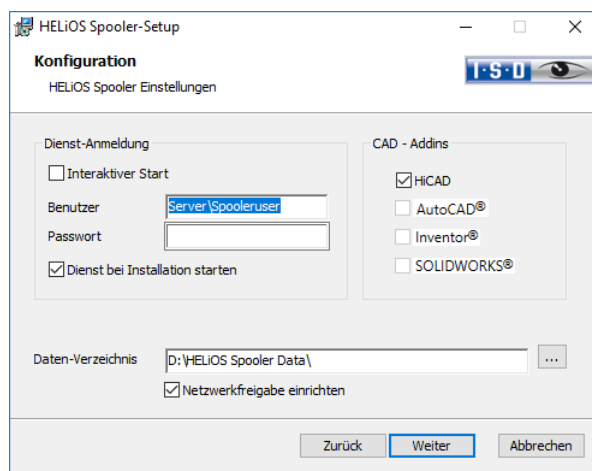 HELiOS Spooler-Setup
Konfiguration
HELiOS Spooler Einstellungen
I·S·D
Dienst-Anmeldung
Interaktiver Start
Benutzer
Server\Spooleruser
Passwort
Dienst bei Installation starten
CAD - Addins
HiCAD
AutoCAD®
Inventor®
SOLIDWORKS®
Daten-Verzeichnis
D:\HELiOS Spooler Data\
...
Netzwerkfreigabe einrichten
Zurück
Weiter
Abbrechen